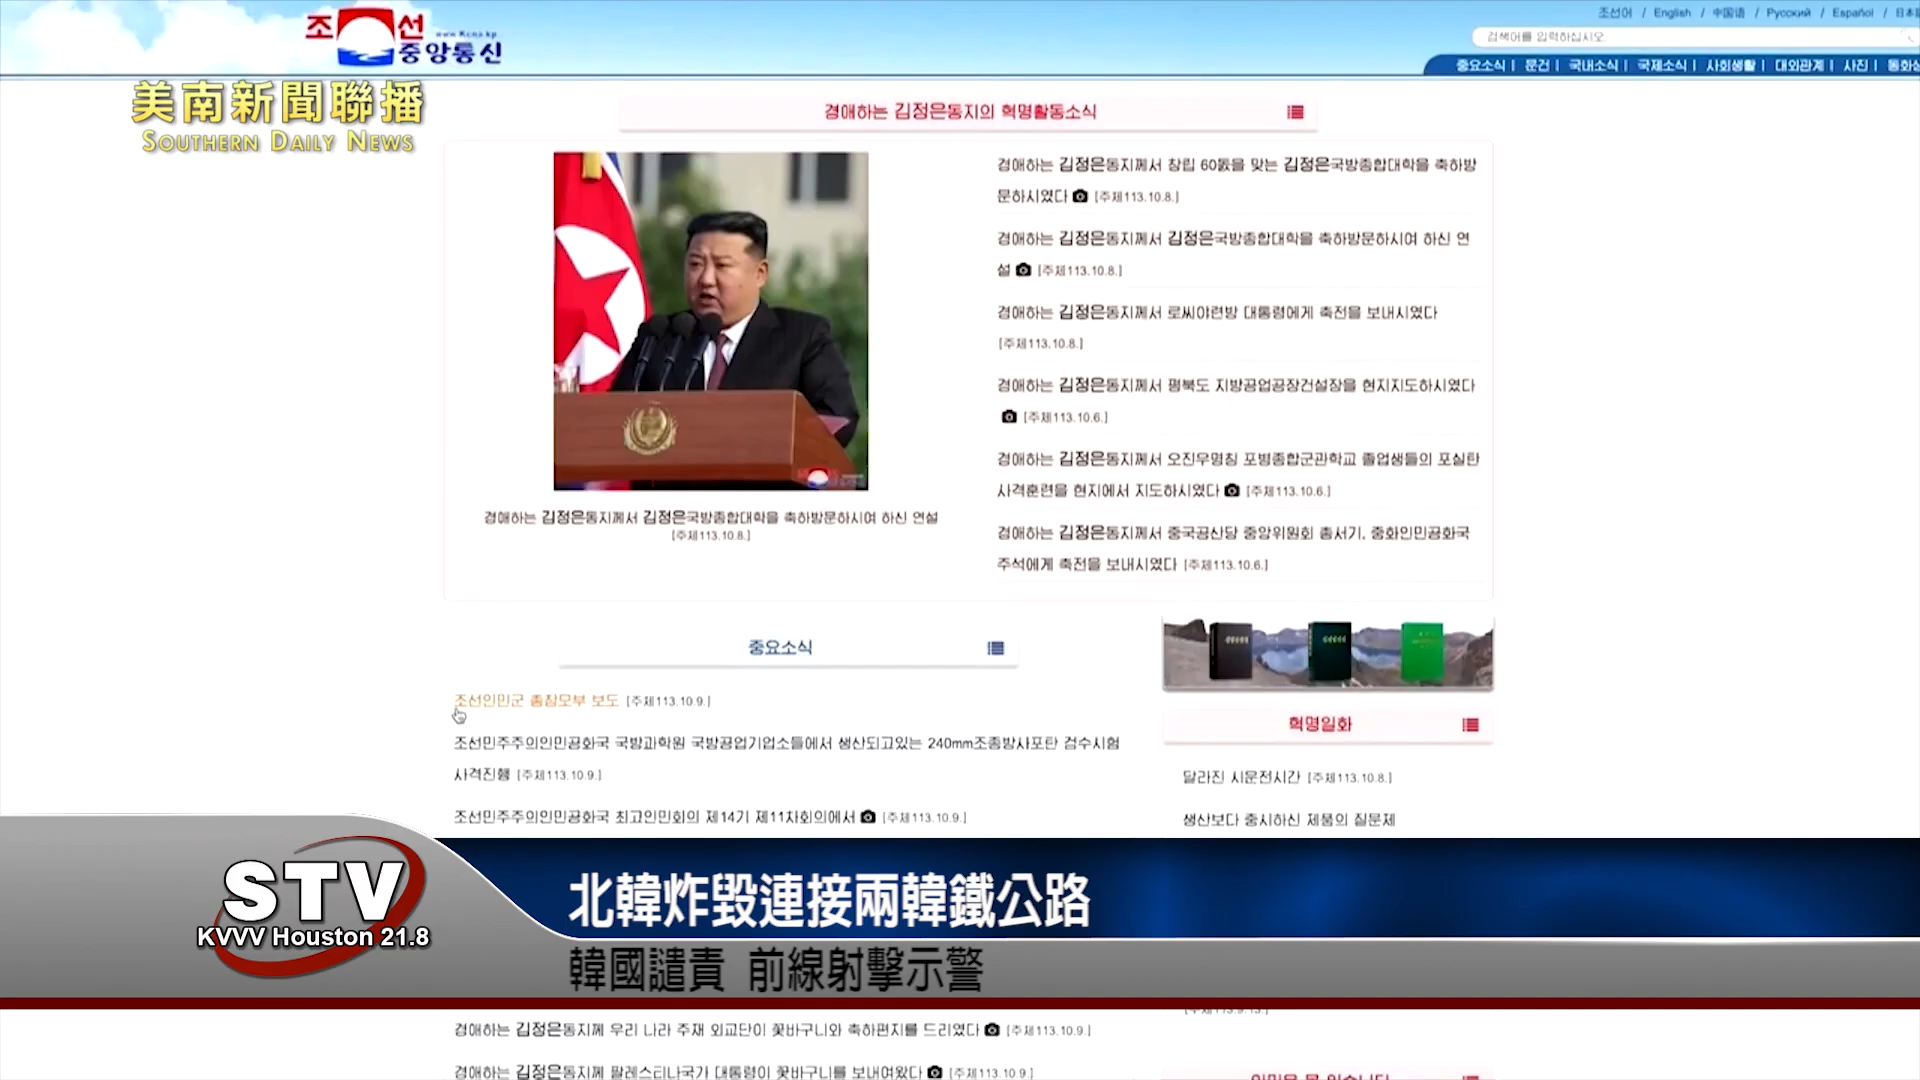 조선 www.kcna.kp
중앙통신
조선어 / English / 中国语 / Русский / Español /
검색어를 입력하십시오.
중요소식 | 문건 | 국내소식 | 국제소식 | 사회생활 | 대외관계 | 사진 |
美南新聞聯播
SOUTHERN DAILY NEWS
경애하는 김정은동지의 혁명활동소식
경애하는 김정은동지께서 김정은국방종합대학을 축하방문하시여 하신 연설
[주체113.10.8.]
경애하는 김정은동지께서 창립 60돐을 맞는 김정은국방종합대학을 축하방
문하시였다 [주체113.10.8.]
경애하는 김정은동지께서 김정은국방종합대학을 축하방문하시여 하신 연
설 [주체113.10.8.]
경애하는 김정은동지께서 로씨야련방 대통령에게 축전을 보내시였다
[주체113.10.8.]
경애하는 김정은동지께서 평북도 지방공업공장건설장을 현지지도하시였다
[주체113.10.6.]
경애하는 김정은동지께서 오진우명칭 포병종합군관학교 졸업생들의 포실탄
사격훈련을 현지에서 지도하시였다 [주체113.10.6.]
경애하는 김정은동지께서 중국공산당 중앙위원회 총서기, 중화인민공화국
주석에게 축전을 보내시였다 [주체113.10.6.]
중요소식
조선인민군 총참모부 보도 [주체113.10.9.]
조선민주주의인민공화국 국방과학원 국방공업기업소들에서 생산되고있는 240mm조종방사포탄 검수시험
사격진행 [주체113.10.9.]
조선민주주의인민공화국 최고인민회의 제14기 제11차회의에서 [주체113.10.9.]
혁명일화
달라진 시운전시간 [주체113.10.8.]
생산보다 중시하신 제품의 질문제
STV
KVVV Houston 21.8
北韓炸毀連接兩韓鐵公路
韓國譴責 前線射擊示警
경애하는 김정은동지께 우리 나라 주재 외교단이 꽃바구니와 축하편지를 드리였다 [주체113.10.9.]
경애하는 김정은동지께 팔레스티나국가 대통령이 꽃바구니를 보내여왔다 [주체113.10.9.]